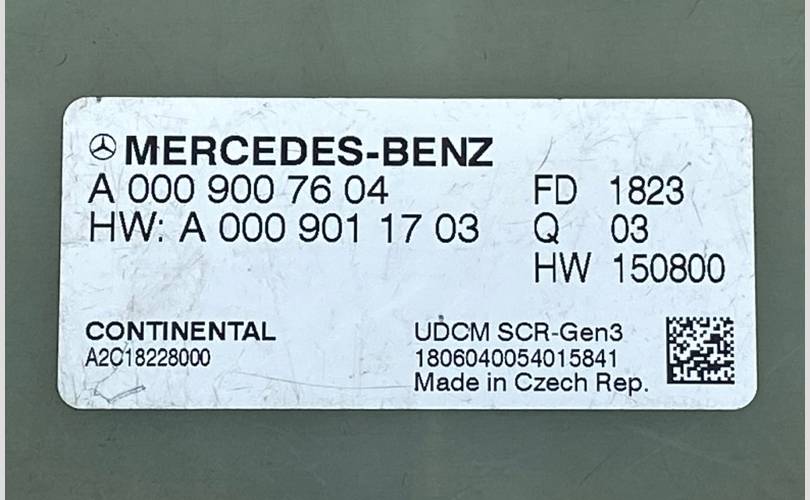 MERCEDES-BENZ
A 000 900 76 04
FD 1823
HW: A 000 901 17 03
Q 03
HW 150800
CONTINENTAL
A2C18228000
UDCM SCR-Gen3
1806040054015841
Made in Czech Rep.